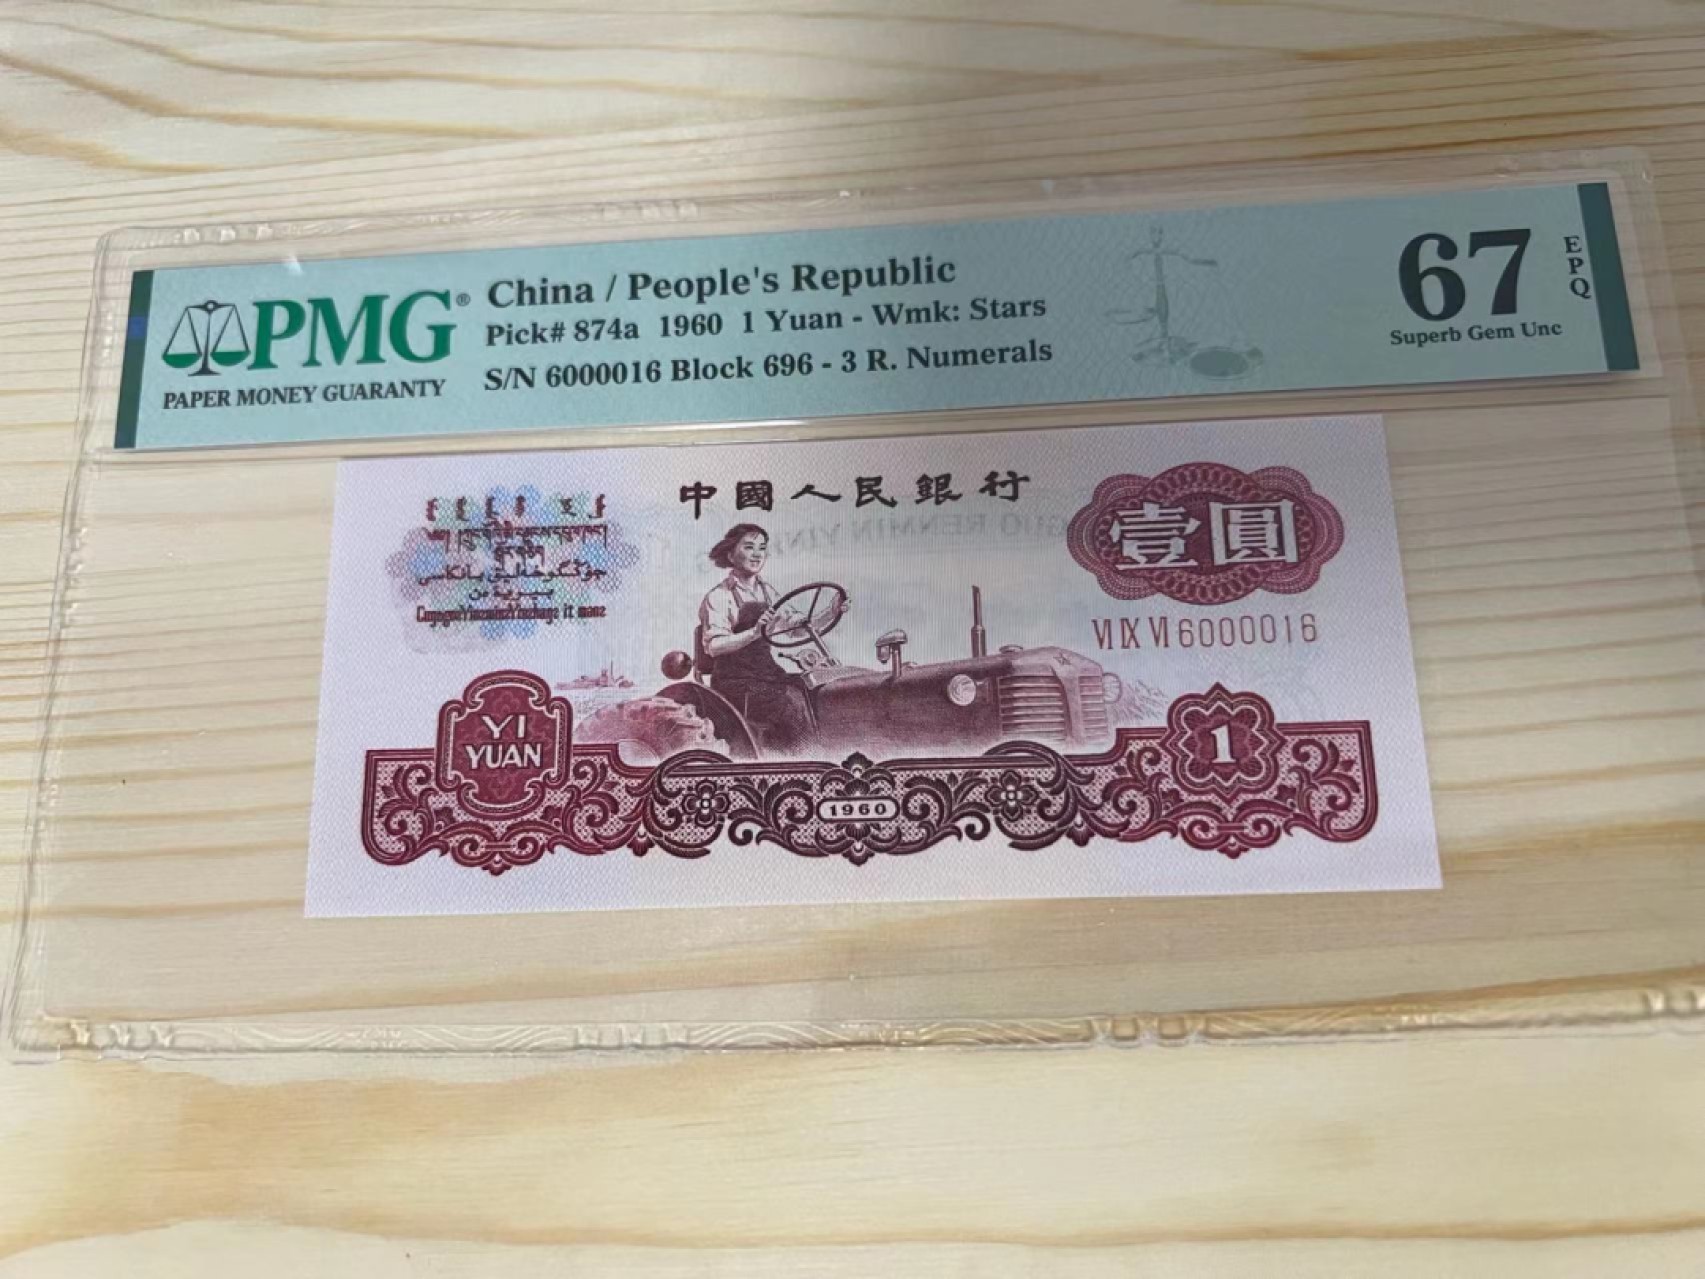 PMG®
PAPER MONEY GUARANTY
China / People's Republic
Pick# 874a 1960 1 Yuan - Wmk: Stars
S/N 6000016 Block 696 - 3 R. Numerals
67
EPQ
Superb Gem Unc
中國人民銀行
壹圓
VI IX VI 6000016
YI
YUAN
1
1960